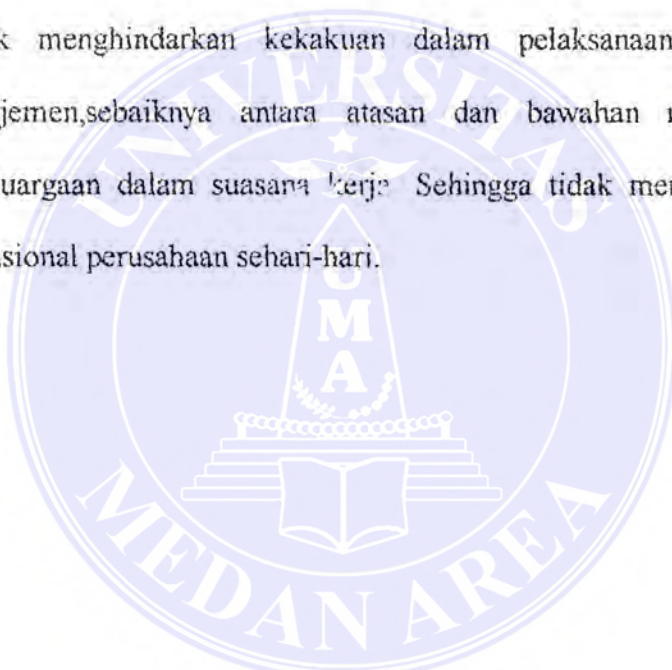 k menghindarkan kekakuan dalam pelaksanaan
jemen,sebaiknya antara atasan dan bawahan
uargaan dalam suasana kerja Sehingga tidak
sional perusahaan sehari-hari.
UNIVERSITAS
UMA
MEDAN AREA